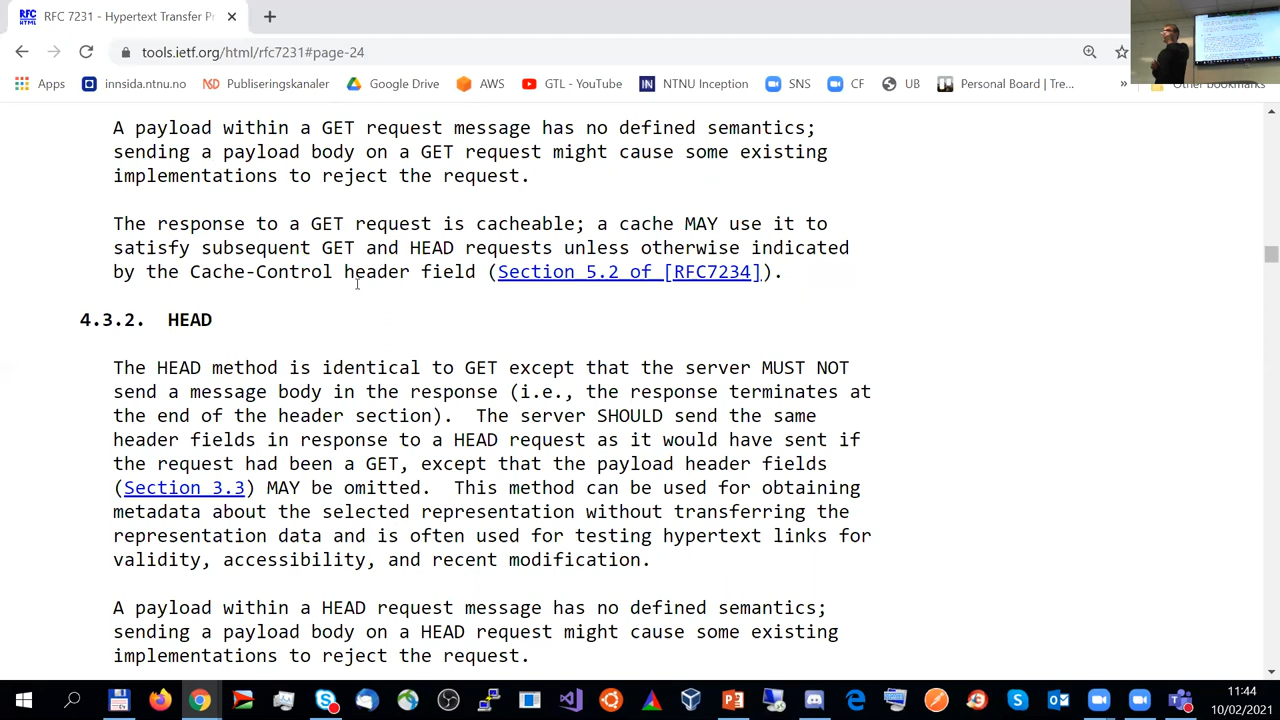 RFC 7231 - Hypertext Transfer Pr
tools.ietf.org/html/rfc7231#page-24
Apps
innsida.ntnu.no
Publiseringskanaler
Google Drive
AWS
GTL - YouTube
NTNU Inception
SNS
CF
UB
Personal Board | Tre...
»
Other bookmarks
A payload within a GET request message has no defined semantics;
sending a payload body on a GET request might cause some existing
implementations to reject the request.
The response to a GET request is cacheable; a cache MAY use it to
satisfy subsequent GET and HEAD requests unless otherwise indicated
by the Cache-Control header field (Section 5.2 of [RFC7234]).
4.3.2. HEAD
The HEAD method is identical to GET except that the server MUST NOT
send a message body in the response (i.e., the response terminates at
the end of the header section). The server SHOULD send the same
header fields in response to a HEAD request as it would have sent if
the request had been a GET, except that the payload header fields
(Section 3.3) MAY be omitted. This method can be used for obtaining
metadata about the selected representation without transferring the
representation data and is often used for testing hypertext links for
validity, accessibility, and recent modification.
A payload within a HEAD request message has no defined semantics;
sending a payload body on a HEAD request might cause some existing
implementations to reject the request.
11:44
10/02/2021